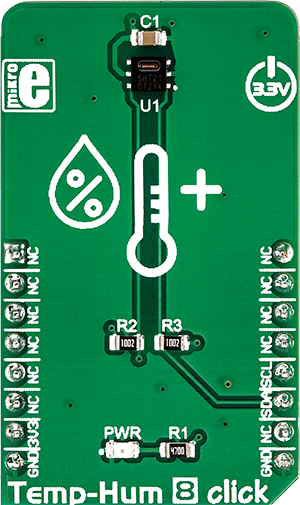 C1
mikro
e
3.3V
SHT21
U1
%
+
NC NC
NC NC
NC NC
R2 R3
1002 1002
NC SCL
NC SDA
NC NC
PWR R1
3V3 NC
4700
GND GND
Temp-Hum 8 click